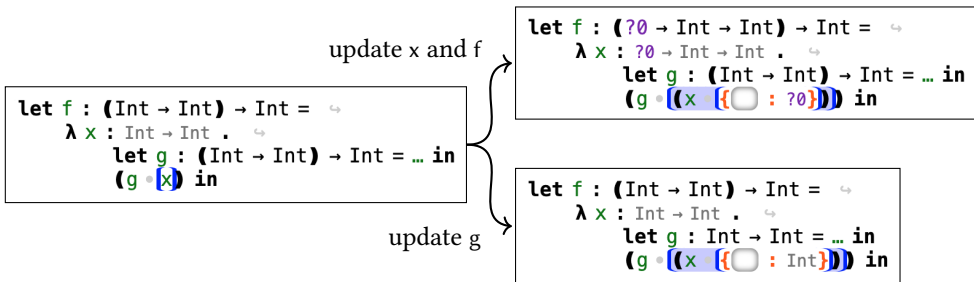 let f : (Int → Int) → Int = ↪
λ x : Int → Int . ↪
let g : (Int → Int) → Int = … in
(g • (x)) in
update x and f
let f : (?0 → Int → Int) → Int = ↪
λ x : ?0 → Int → Int . ↪
let g : (Int → Int) → Int = … in
(g • ((x • ({ : ?0})))) in
update g
let f : (Int → Int) → Int = ↪
λ x : Int → Int . ↪
let g : Int → Int = … in
(g • ((x • ({ : Int})))) in